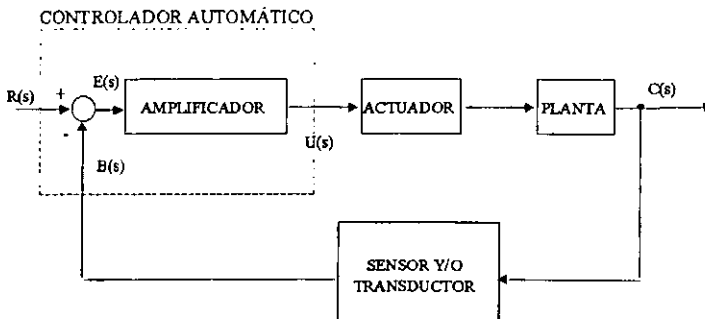 CONTROLADOR AUTOMÁTICO
R(s)
+
-
E(s)
AMPLIFICADOR
U(s)
ACTUADOR
PLANTA
C(s)
B(s)
SENSOR Y/O
TRANSDUCTOR